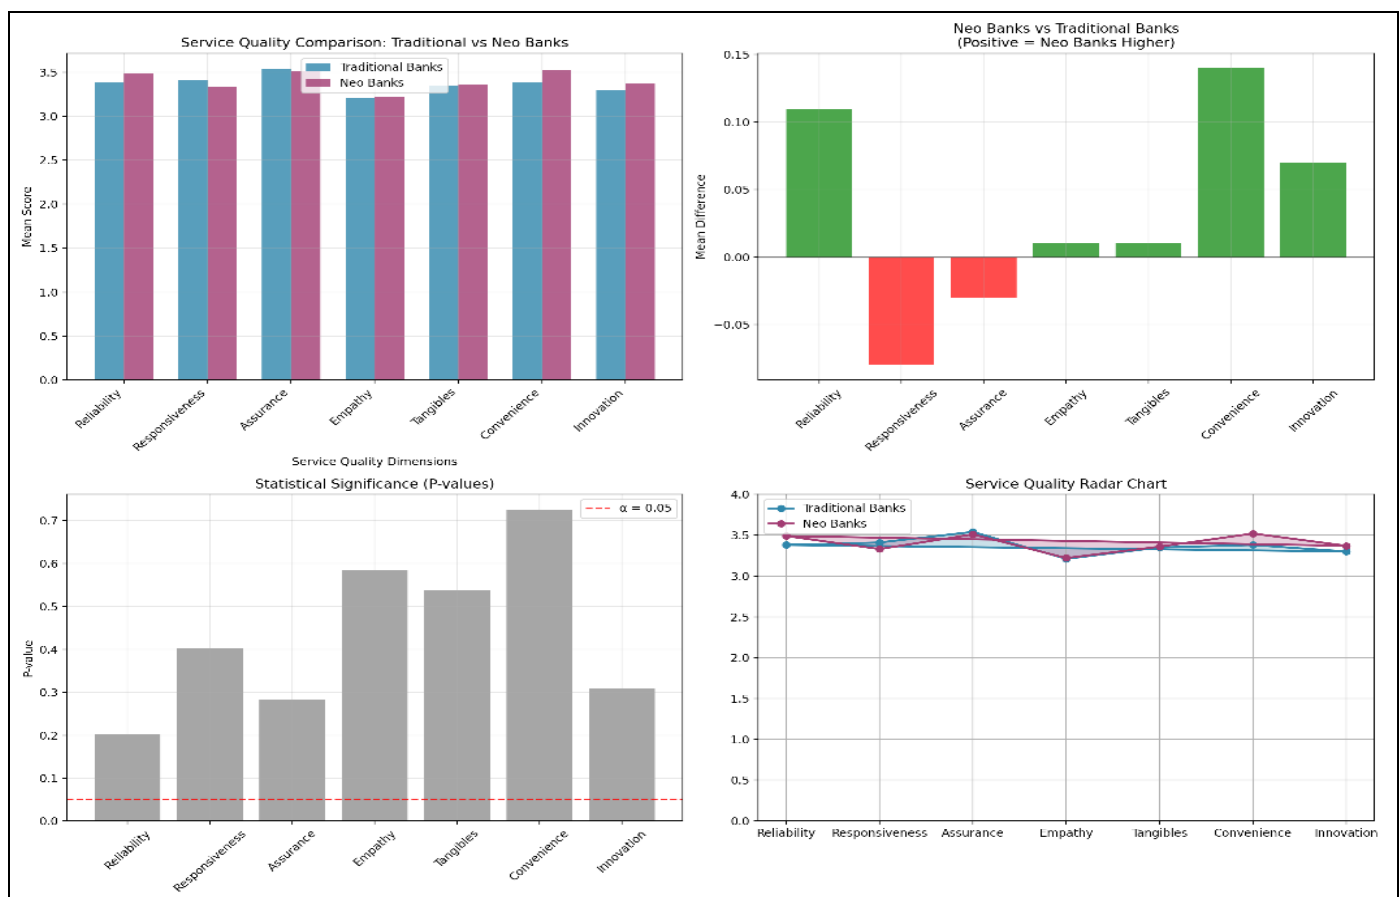 Service Quality Comparison: Traditional vs Neo Banks
Traditional Banks
Neo Banks
Mean Score
3.5
3.0
2.5
2.0
1.5
1.0
0.5
0.0
Reliability
Responsiveness
Assurance
Empathy
Tangibles
Convenience
Innovation
Service Quality Dimensions
Neo Banks vs Traditional Banks
(Positive = Neo Banks Higher)
Mean Difference
0.15
0.10
0.05
0.00
−0.05
Reliability
Responsiveness
Assurance
Empathy
Tangibles
Convenience
Innovation
Statistical Significance (P-values)
α = 0.05
P-value
0.7
0.6
0.5
0.4
0.3
0.2
0.1
0.0
Reliability
Responsiveness
Assurance
Empathy
Tangibles
Convenience
Innovation
Service Quality Radar Chart
Traditional Banks
Neo Banks
4.0
3.5
3.0
2.5
2.0
1.5
1.0
0.5
0.0
Reliability
Responsiveness
Assurance
Empathy
Tangibles
Convenience
Innovation